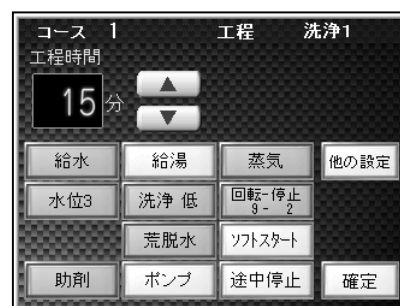 コース 1 工程 洗浄1
工程時間
15分
給水 給湯 蒸気 他の設定
水位3 洗浄 低 回転-停止
9- 2
荒脱水 ソフトスタート
助剤 ポンプ 途中停止 確定